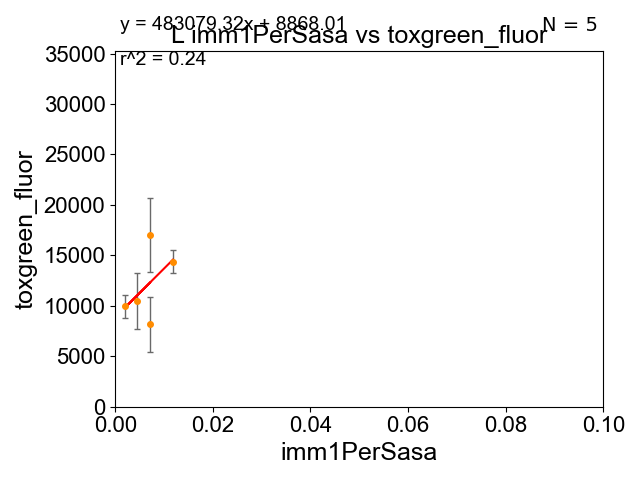 y = 483079.32x + 8868.01
N = 5
L imm1PerSasa vs toxgreen_fluor
r^2 = 0.24
35000
30000
25000
20000
15000
10000
5000
0
toxgreen_fluor
0.00 0.02 0.04 0.06 0.08 0.10
imm1PerSasa